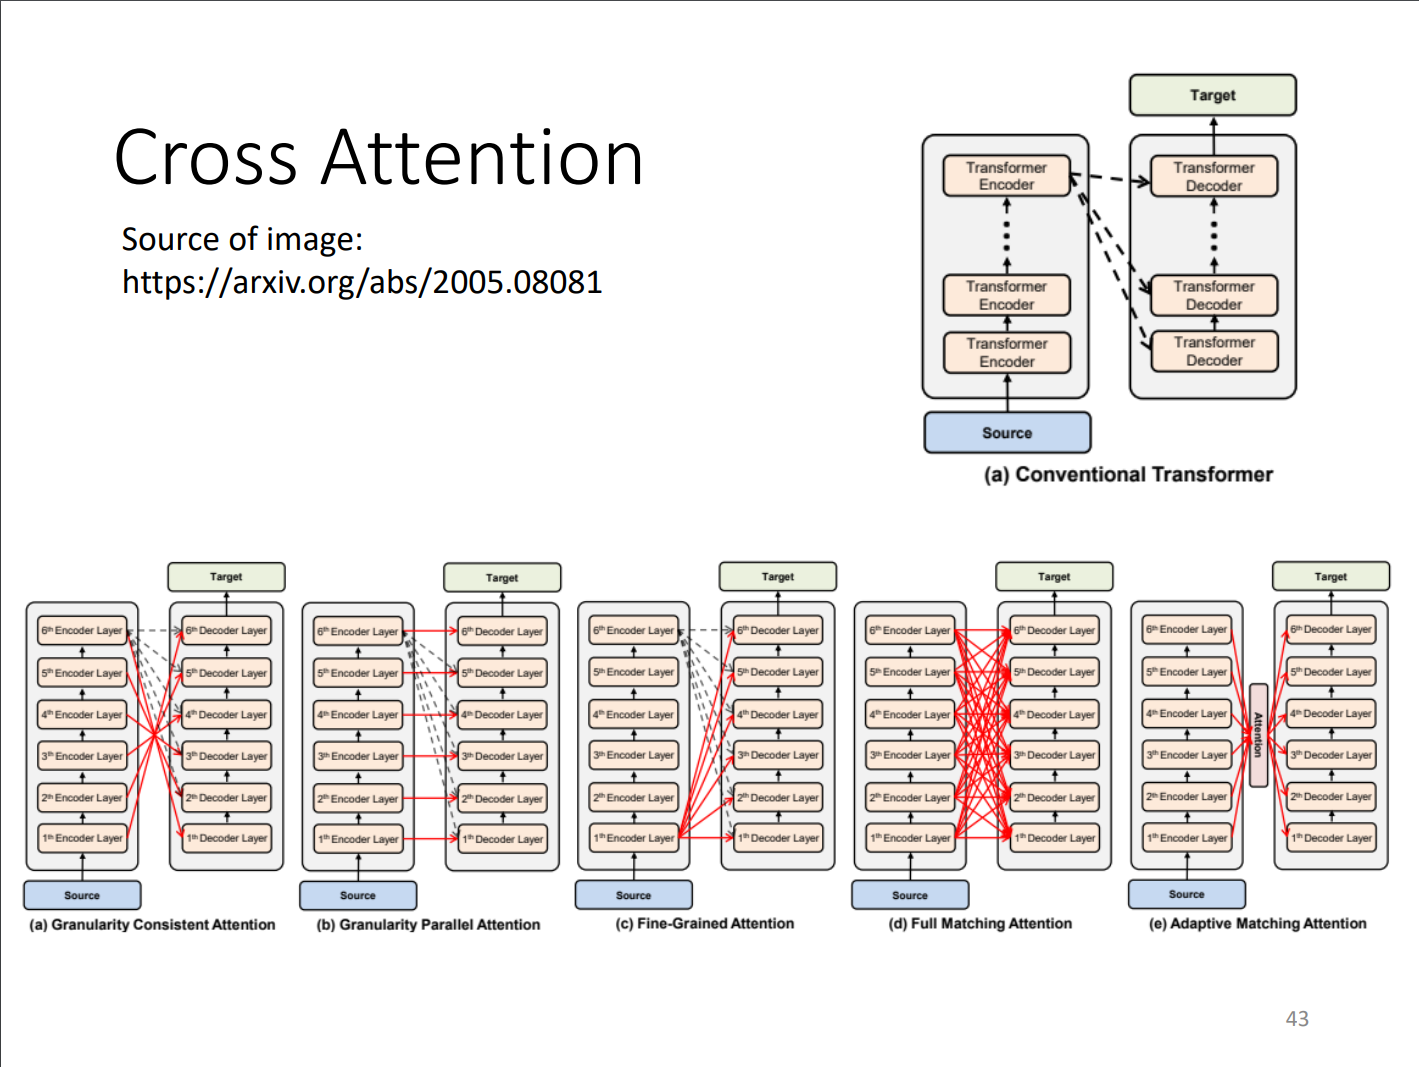 Cross Attention
Source of image:
https://arxiv.org/abs/2005.08081
Target
Transformer
Encoder
Transformer
Decoder
Transformer
Encoder
Transformer
Decoder
Transformer
Encoder
Transformer
Decoder
Source
(a) Conventional Transformer
Target
6th Encoder Layer
6th Decoder Layer
5th Encoder Layer
5th Decoder Layer
4th Encoder Layer
4th Decoder Layer
3th Encoder Layer
3th Decoder Layer
2th Encoder Layer
2th Decoder Layer
1th Encoder Layer
1th Decoder Layer
Source
(a) Granularity Consistent Attention
Target
6th Encoder Layer
6th Decoder Layer
5th Encoder Layer
5th Decoder Layer
4th Encoder Layer
4th Decoder Layer
3th Encoder Layer
3th Decoder Layer
2th Encoder Layer
2th Decoder Layer
1th Encoder Layer
1th Decoder Layer
Source
(b) Granularity Parallel Attention
Target
6th Encoder Layer
6th Decoder Layer
5th Encoder Layer
5th Decoder Layer
4th Encoder Layer
4th Decoder Layer
3th Encoder Layer
3th Decoder Layer
2th Encoder Layer
2th Decoder Layer
1th Encoder Layer
1th Decoder Layer
Source
(c) Fine-Grained Attention
Target
6th Encoder Layer
6th Decoder Layer
5th Encoder Layer
5th Decoder Layer
4th Encoder Layer
4th Decoder Layer
3th Encoder Layer
3th Decoder Layer
2th Encoder Layer
2th Decoder Layer
1th Encoder Layer
1th Decoder Layer
Source
(d) Full Matching Attention
Target
6th Encoder Layer
6th Decoder Layer
5th Encoder Layer
5th Decoder Layer
4th Encoder Layer
4th Decoder Layer
Attention
3th Encoder Layer
3th Decoder Layer
2th Encoder Layer
2th Decoder Layer
1th Encoder Layer
1th Decoder Layer
Source
(e) Adaptive Matching Attention
43